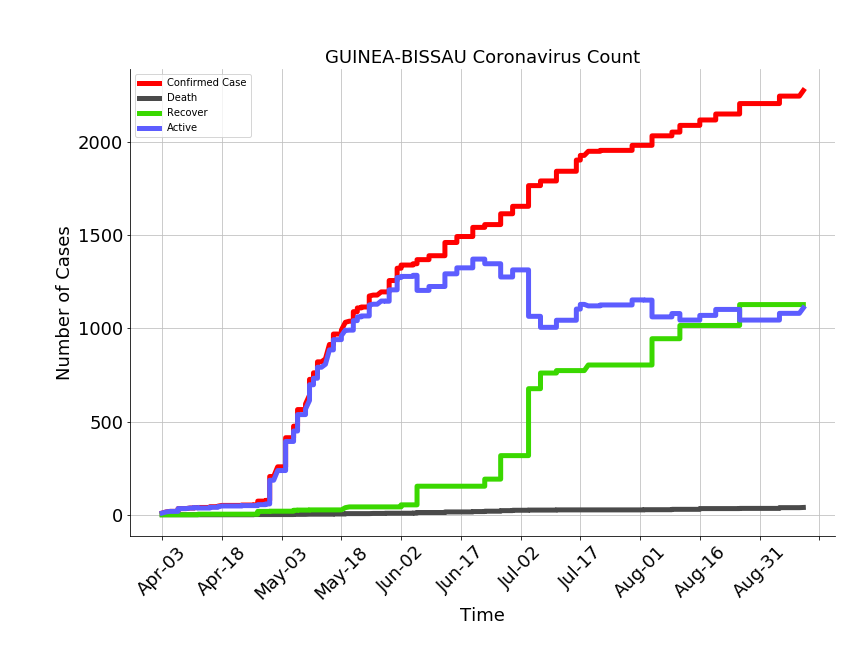 GUINEA-BISSAU Coronavirus Count
Confirmed Case
Death
Recover
Active
Number of Cases
2000
1500
1000
500
0
Apr-03
Apr-18
May-03
May-18
Jun-02
Jun-17
Jul-02
Jul-17
Aug-01
Aug-16
Aug-31
Time